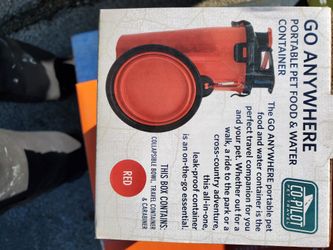 GO ANYWHERE
PORTABLE PET FOOD & WATER
CONTAINER
CO-PILOT
The GO ANYWHERE portable pet
food and water container is the
perfect travel companion for you
and your pet. Whether out for a
walk, a ride to the park or a
cross-country adventure,
this all-in-one,
leak-proof container
is an on-the-go essential.
THIS BOX CONTAINS:
COLLAPSIBLE BOWL, TRAVEL CONTAINER
& CARABINER
RED